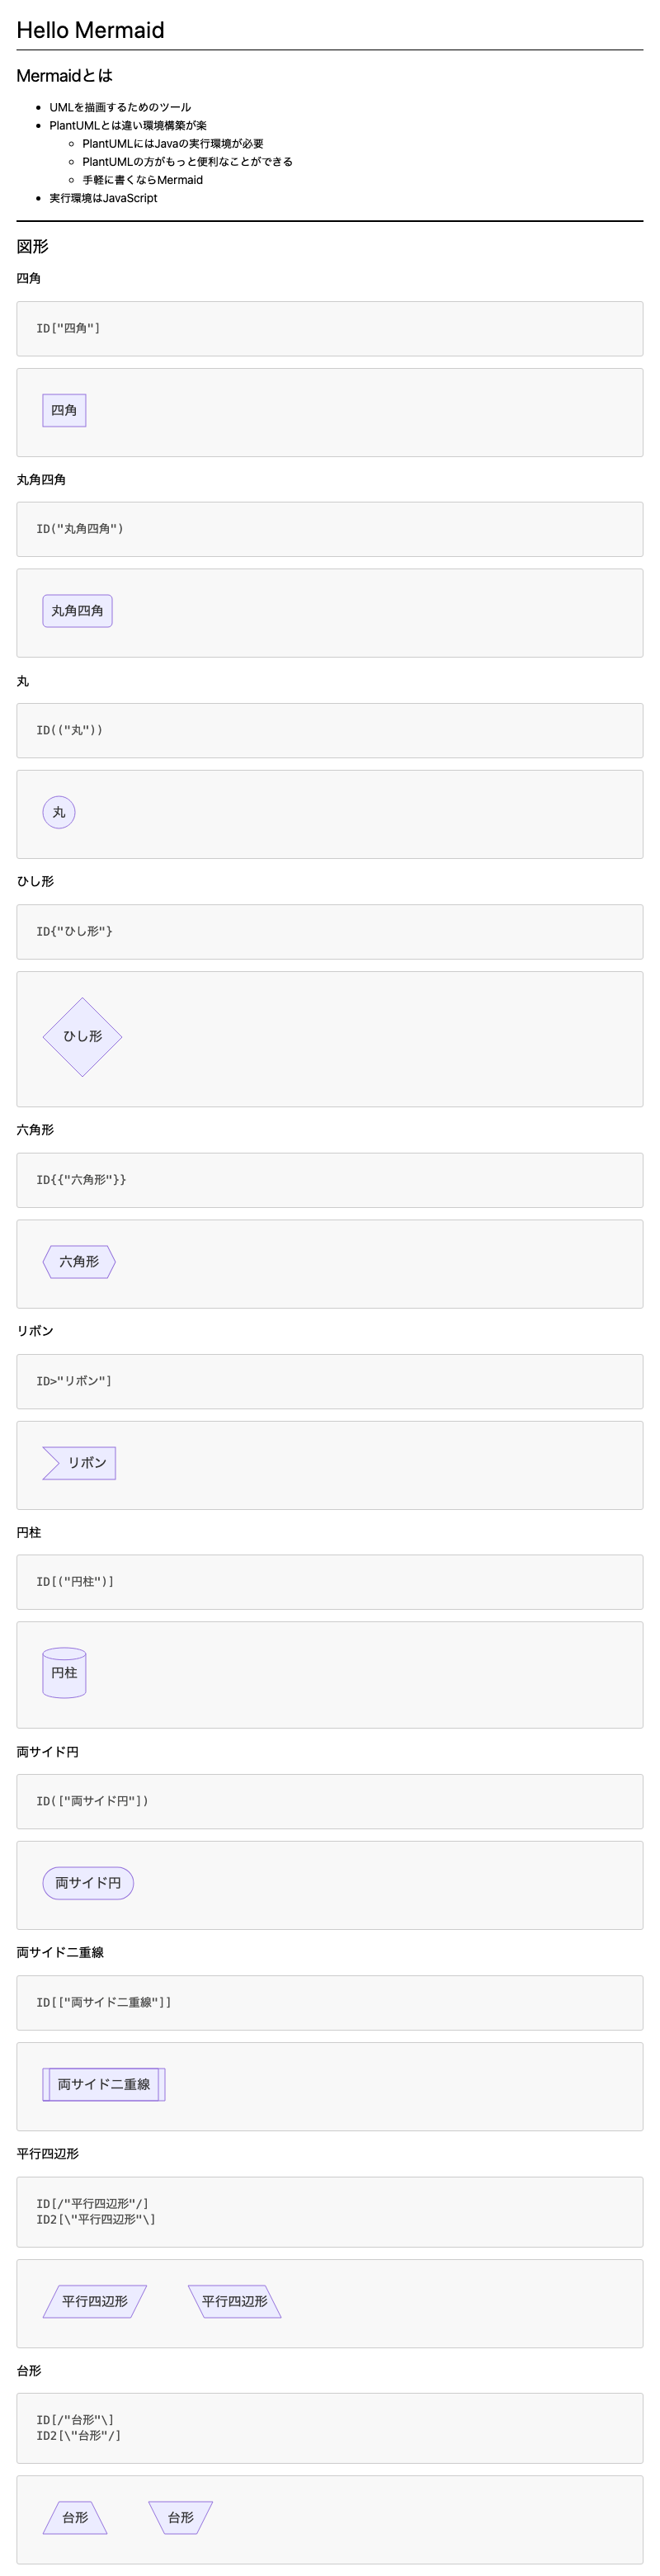 Hello Mermaid
Mermaidとは
UMLを描画するためのツール
PlantUMLとは違い環境構築が楽
PlantUMLにはJavaの実行環境が必要
PlantUMLの方がもっと便利なことができる
手軽に書くならMermaid
実行環境はJavaScript
図形
四角
ID["四角"]
四角
丸角四角
ID("丸角四角")
丸角四角
丸
ID(("丸"))
丸
ひし形
ID{"ひし形"}
ひし形
六角形
ID{{"六角形"}}
六角形
リボン
ID>"リボン"]
リボン
円柱
ID[("円柱")]
円柱
両サイド円
ID(["両サイド円"])
両サイド円
両サイド二重線
ID[["両サイド二重線"]]
両サイド二重線
平行四辺形
ID[/"平行四辺形"/]
ID2[\"平行四辺形"\]
平行四辺形 平行四辺形
台形
ID[/"台形"\]
ID2[\"台形"/]
台形 台形